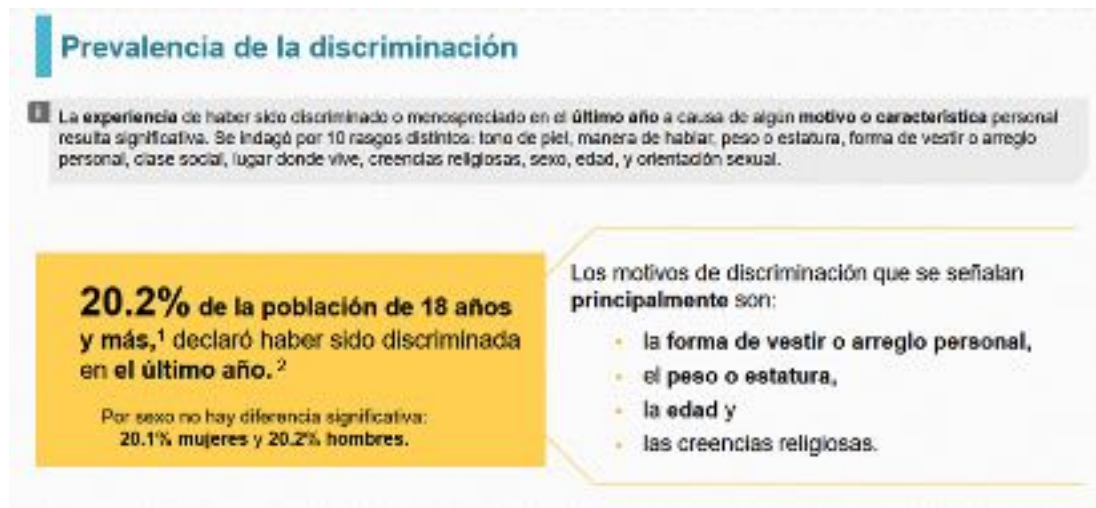 Prevalencia de la discriminación
La experiencia de haber sido discriminado o menospreciado en el último año a causa de algún motivo o característica personal
resulta significativa. Se indagó por 10 rasgos distintos: tono de piel, manera de hablar, peso o estatura, forma de vestir o arreglo
personal, clase social, lugar donde vive, creencias religiosas, sexo, edad, y orientación sexual.
20.2% de la población de 18 años
y más,¹ declaró haber sido discriminada
en el último año. ²
Por sexo no hay diferencia significativa:
20.1% mujeres y 20.2% hombres.
Los motivos de discriminación que se señalan
principalmente son:
• la forma de vestir o arreglo personal,
• el peso o estatura,
• la edad y
• las creencias religiosas.